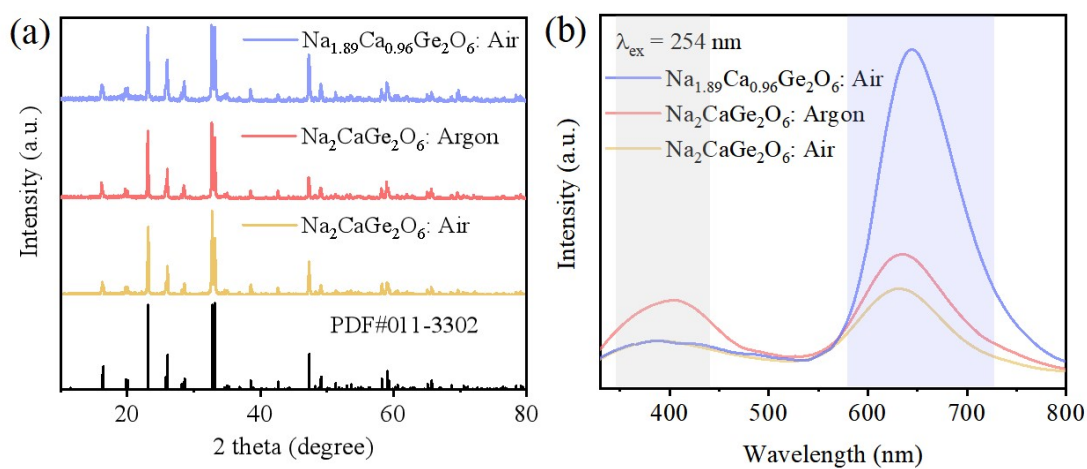 (a)
Na₁.₈₉Ca₀.₉₆Ge₂O₆: Air
Na₂CaGe₂O₆: Argon
Na₂CaGe₂O₆: Air
PDF#011-3302
Intensity (a.u.)
20 40 60 80
2 theta (degree)
(b)
λex = 254 nm
Na₁.₈₉Ca₀.₉₆Ge₂O₆: Air
Na₂CaGe₂O₆: Argon
Na₂CaGe₂O₆: Air
Intensity (a.u.)
400 500 600 700 800
Wavelength (nm)